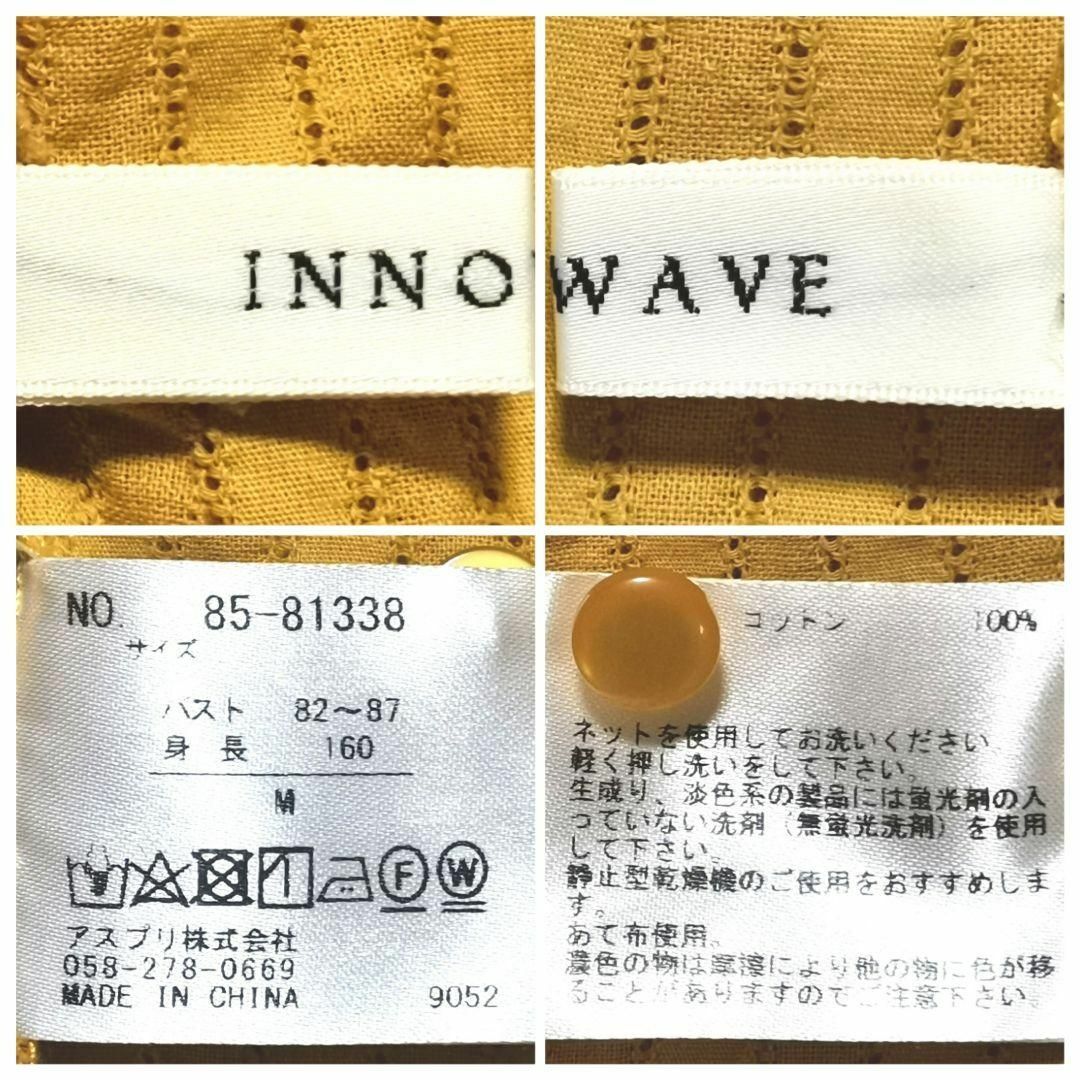 INNO
WAVE
NO. 85-81338
サイズ
バスト 82～87
身長 160
M
F W
アスプリ株式会社
058-278-0669
MADE IN CHINA 9052
コットン 100%
ネットを使用してお洗いください
軽く押し洗いをして下さい。
生成り、淡色系の製品には蛍光剤の入
っていない洗剤（無蛍光洗剤）を使用
して下さい。
静止型乾燥機のご使用をおすすめしま
す。
あて布使用。
濃色の物は摩擦により他の物に色が移
ることがありますのでご注意下さい。